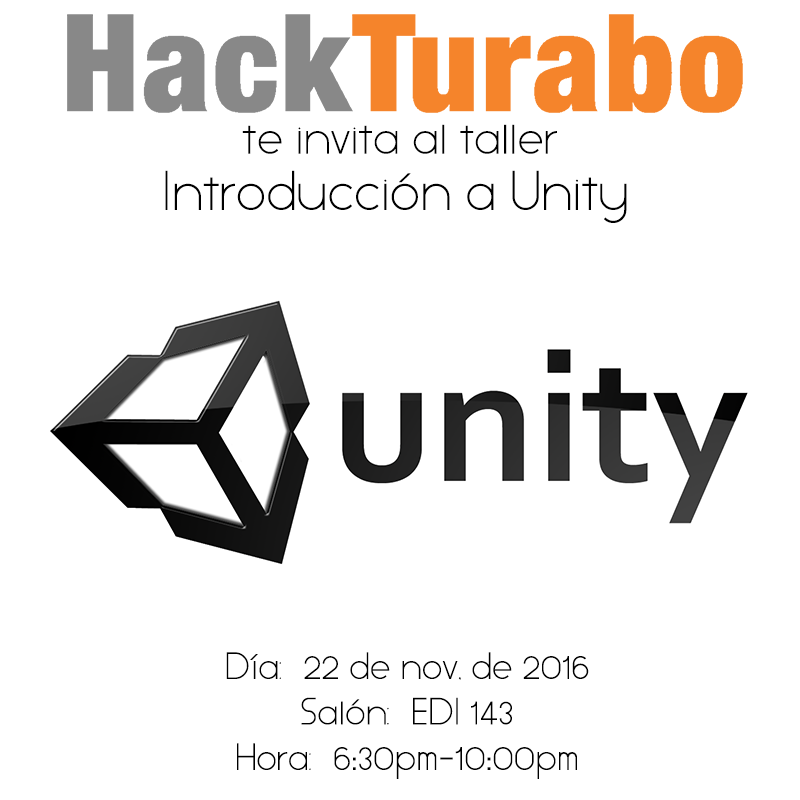 HackTurabo
te invita al taller
Introducción a Unity
unity
Día: 22 de nov. de 2016
Salón: EDI 143
Hora: 6:30pm-10:00pm